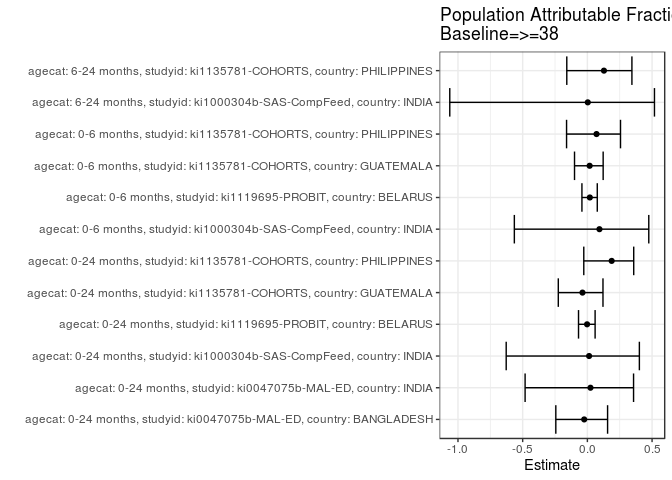 Population Attributable Fracti
Baseline=>=38
agecat: 6-24 months, studyid: ki1135781-COHORTS, country: PHILIPPINES
agecat: 6-24 months, studyid: ki1000304b-SAS-CompFeed, country: INDIA
agecat: 0-6 months, studyid: ki1135781-COHORTS, country: PHILIPPINES
agecat: 0-6 months, studyid: ki1135781-COHORTS, country: GUATEMALA
agecat: 0-6 months, studyid: ki1119695-PROBIT, country: BELARUS
agecat: 0-6 months, studyid: ki1000304b-SAS-CompFeed, country: INDIA
agecat: 0-24 months, studyid: ki1135781-COHORTS, country: PHILIPPINES
agecat: 0-24 months, studyid: ki1135781-COHORTS, country: GUATEMALA
agecat: 0-24 months, studyid: ki1119695-PROBIT, country: BELARUS
agecat: 0-24 months, studyid: ki1000304b-SAS-CompFeed, country: INDIA
agecat: 0-24 months, studyid: ki0047075b-MAL-ED, country: INDIA
agecat: 0-24 months, studyid: ki0047075b-MAL-ED, country: BANGLADESH
-1.0 -0.5 0.0 0.5
Estimate